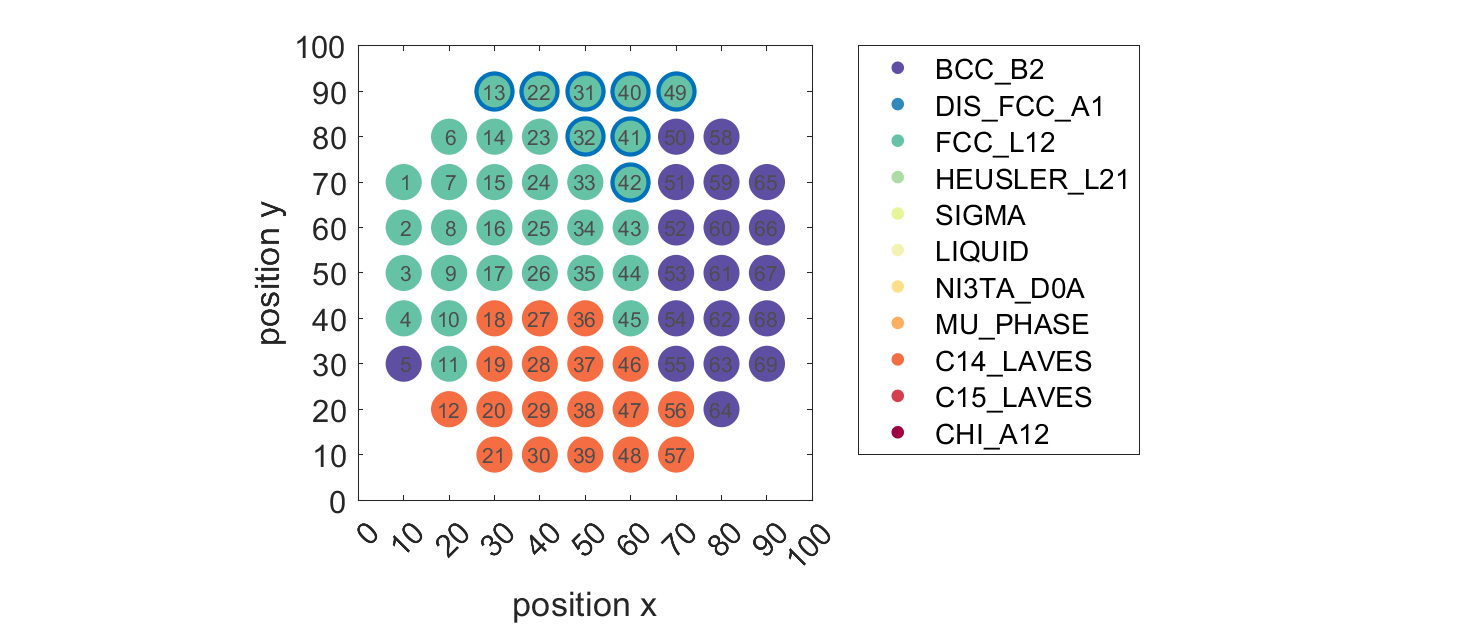 100
90
80
70
60
50
40
30
20
10
0
position y
13 22 31 40 49
6 14 23 32 41 50 58
1 7 15 24 33 42 51 59 65
2 8 16 25 34 43 52 60 66
3 9 17 26 35 44 53 61 67
4 10 18 27 36 45 54 62 68
5 11 19 28 37 46 55 63 69
12 20 29 38 47 56 64
21 30 39 48 57
0 10 20 30 40 50 60 70 80 90 100
position x
BCC_B2
DIS_FCC_A1
FCC_L12
HEUSLER_L21
SIGMA
LIQUID
NI3TA_D0A
MU_PHASE
C14_LAVES
C15_LAVES
CHI_A12